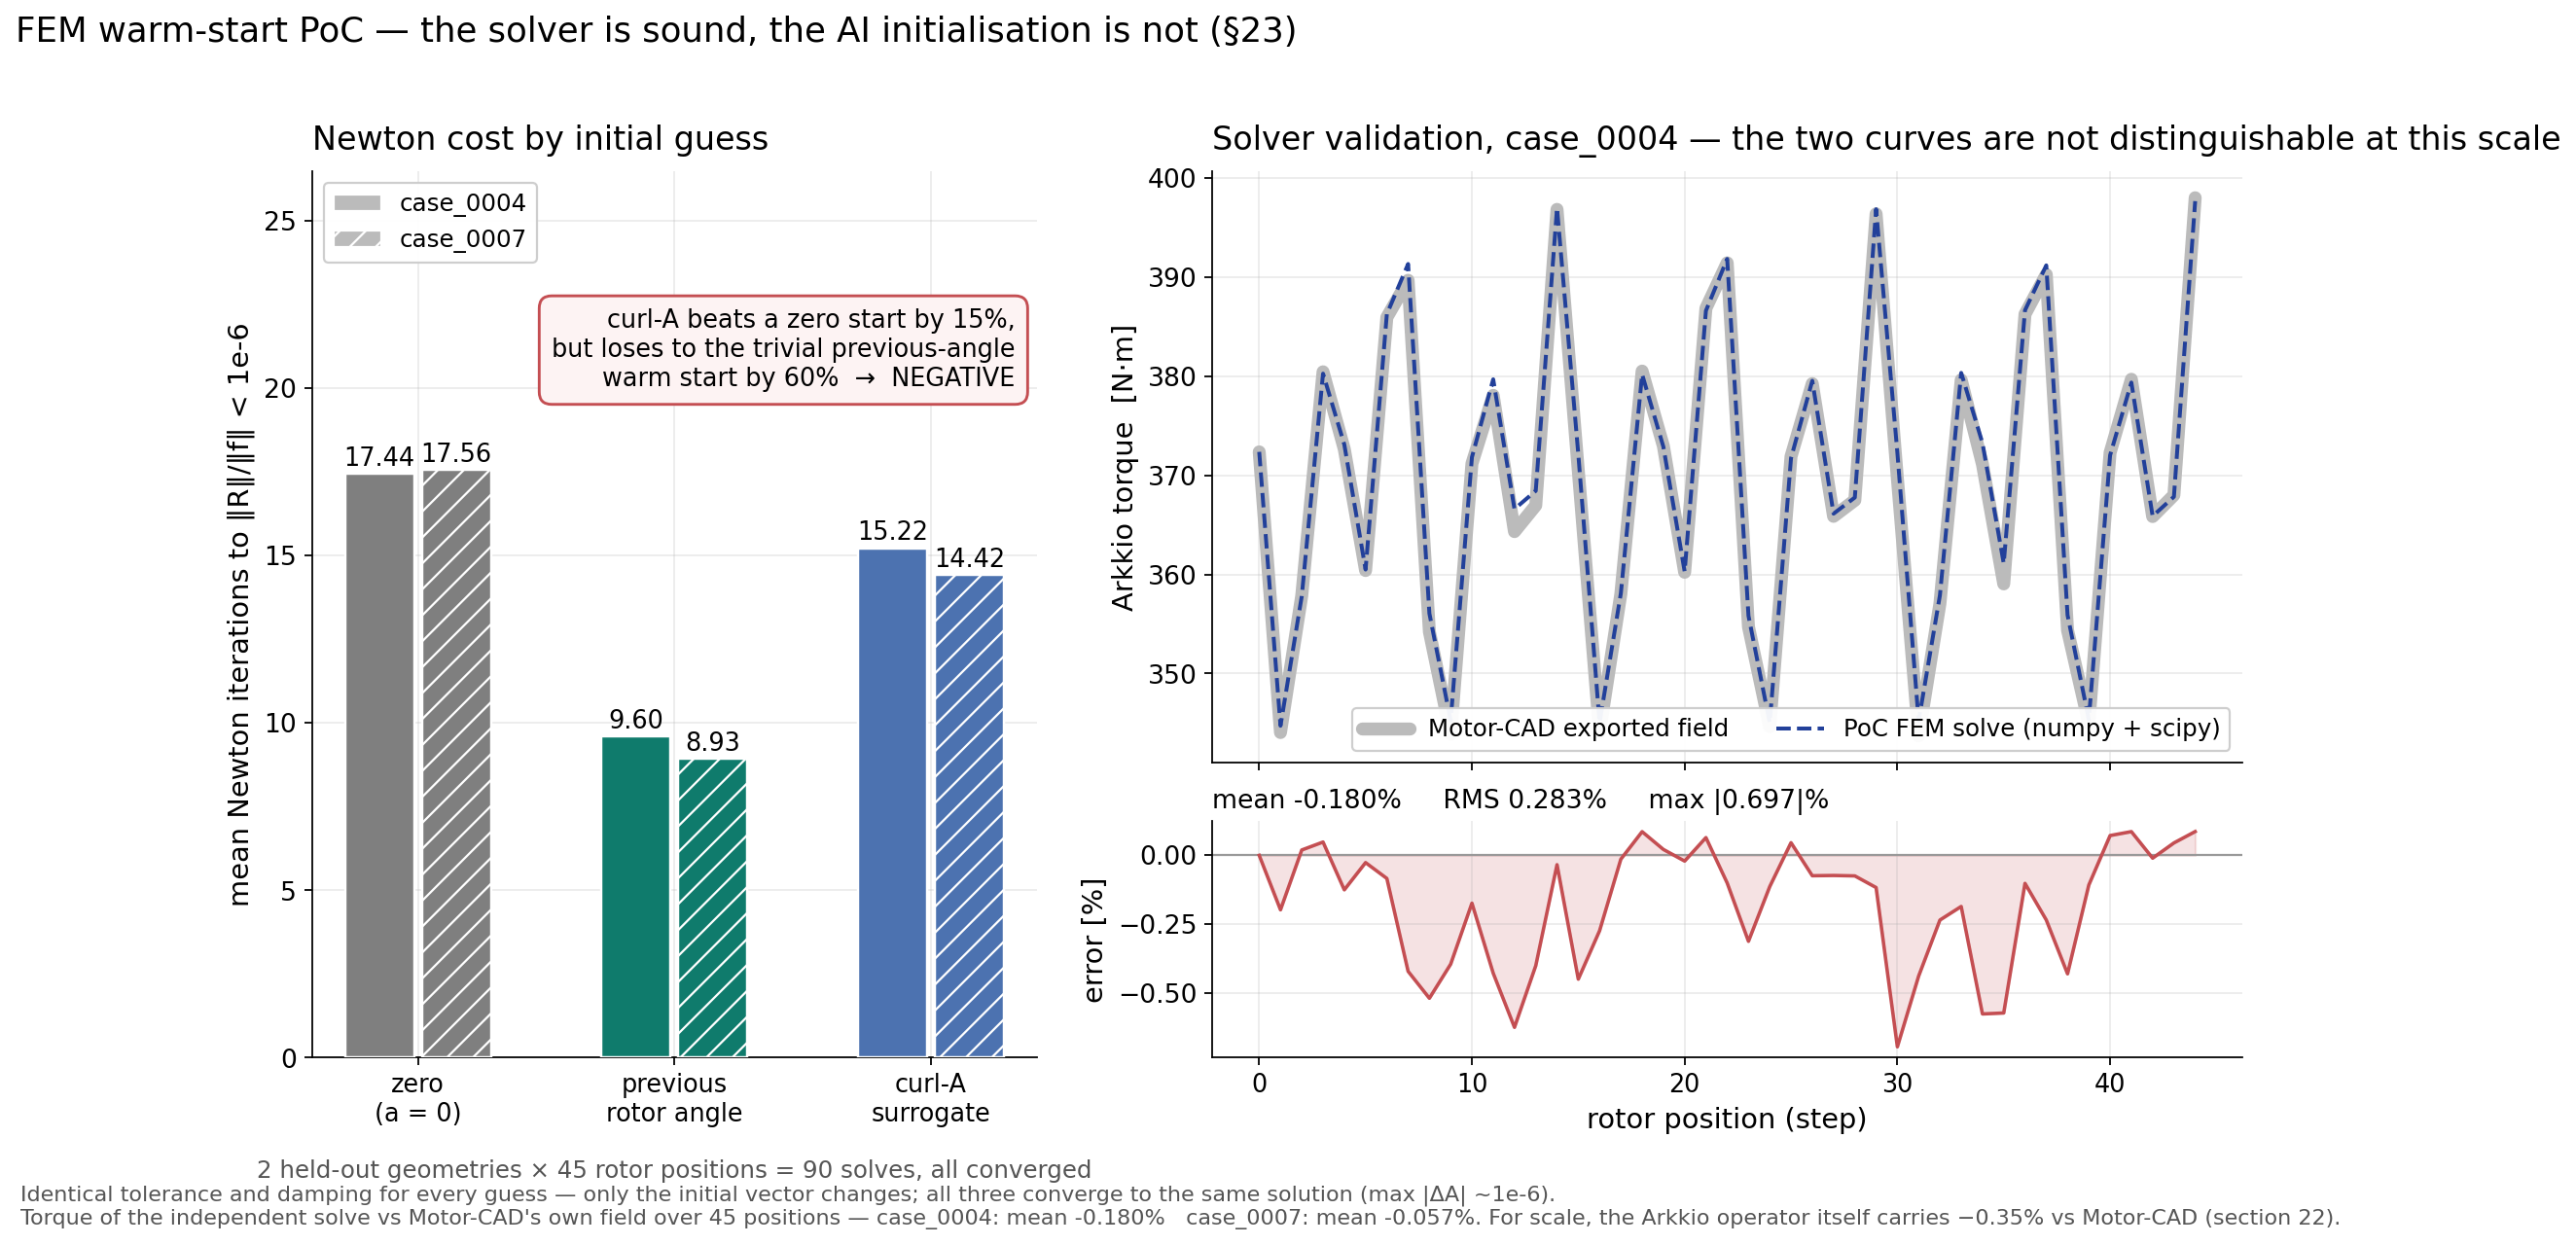 FEM warm-start PoC — the solver is sound, the AI initialisation is not (§23)
Newton cost by initial guess
mean Newton iterations to ‖R‖/‖f‖ < 1e-6
25
20
15
10
5
0
case_0004
case_0007
curl-A beats a zero start by 15%,
but loses to the trivial previous-angle
warm start by 60% → NEGATIVE
17.44
17.56
9.60
8.93
15.22
14.42
zero
(a = 0)
previous
rotor angle
curl-A
surrogate
2 held-out geometries × 45 rotor positions = 90 solves, all converged
Solver validation, case_0004 — the two curves are not distinguishable at this scale
Arkkio torque [N·m]
400
390
380
370
360
350
Motor-CAD exported field
PoC FEM solve (numpy + scipy)
mean -0.180% RMS 0.283% max |0.697|%
error [%]
0.00
−0.25
−0.50
0
10
20
30
40
rotor position (step)
Identical tolerance and damping for every guess — only the initial vector changes; all three converge to the same solution (max |ΔA| ~1e-6).
Torque of the independent solve vs Motor-CAD's own field over 45 positions — case_0004: mean -0.180% case_0007: mean -0.057%. For scale, the Arkkio operator itself carries −0.35% vs Motor-CAD (section 22).